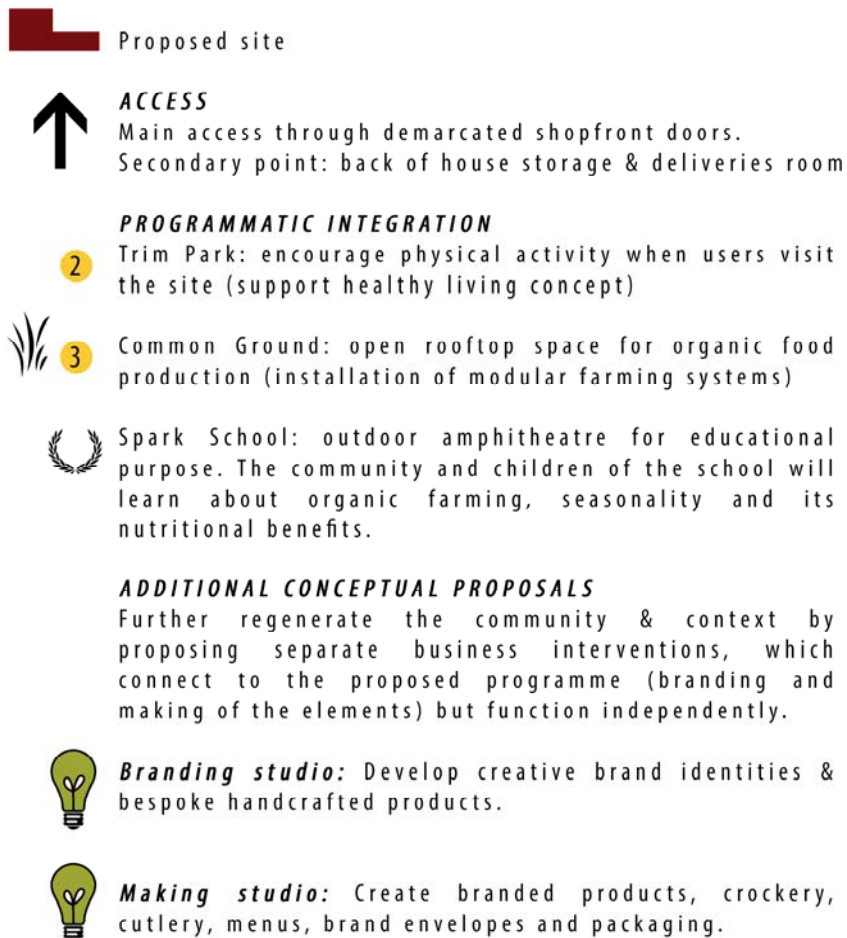 Proposed site
ACCESS
Main access through demarcated shopfront doors.
Secondary point: back of house storage & deliveries room
PROGRAMMATIC INTEGRATION
2 Trim Park: encourage physical activity when users visit
the site (support healthy living concept)
3 Common Ground: open rooftop space for organic food
production (installation of modular farming systems)
Spark School: outdoor amphitheatre for educational
purpose. The community and children of the school will
learn about organic farming, seasonality and its
nutritional benefits.
ADDITIONAL CONCEPTUAL PROPOSALS
Further regenerate the community & context by
proposing separate business interventions, which
connect to the proposed programme (branding and
making of the elements) but function independently.
Branding studio: Develop creative brand identities &
bespoke handcrafted products.
Making studio: Create branded products, crockery,
cutlery, menus, brand envelopes and packaging.